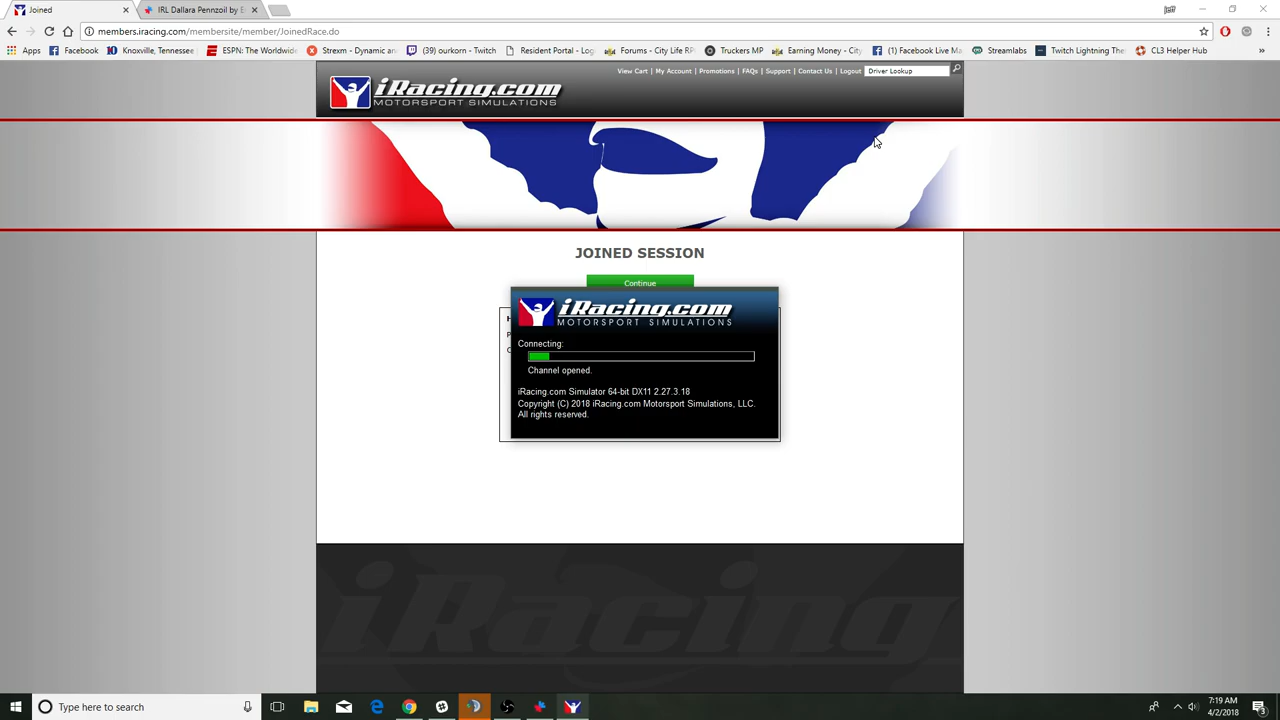 Joined
IRL Dallara Pennzoil by E
members.iracing.com/membersite/member/JoinedRace.do
Apps
Facebook
Knoxville, Tennessee
ESPN: The Worldwide
Strexm - Dynamic an
(39) Gurkorn - Twitch
Resident Portal - Log
Forums - City Life RP
Truckers MP
Earning Money - City
Facebook Live Ma
Streamlabs
Twitch Lightning The
CL3 Helper Hub
View Cart | My Account | Promotions | FAQs | Support | Contact Us | Logout
Driver Lookup
iRacing.com
MOTORSPORT SIMULATIONS
JOINED SESSION
Continue
iRacing.com
MOTORSPORT SIMULATIONS
Connecting:
Channel opened.
iRacing.com Simulator 64-bit DX11 2.27.3.18
Copyright (C) 2018 iRacing.com Motorsport Simulations, LLC.
All rights reserved.
iRacing
Type here to search
7:19 AM
4/2/2018